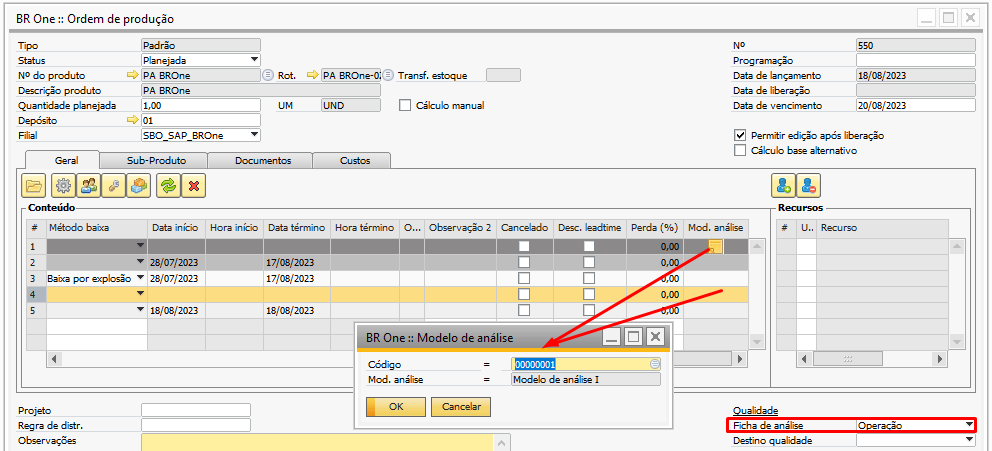 BR One :: Ordem de produção
Tipo Padrão Nº 550
Status Planejada Programação
Nº do produto PA BROne Rot. PA BROne-02 Transf. estoque Data de lançamento 18/08/2023
Descrição produto PA BROne Data de liberação
Quantidade planejada 1,00 UM UND Cálculo manual Data de vencimento 20/08/2023
Depósito 01
Filial SBO_SAP_BROne Permitir edição após liberação
Cálculo base alternativo
Geral Sub-Produto Documentos Custos
Conteúdo Recursos
# Método baixa Data início Hora início Data término Hora término O... Observação 2 Cancelado Desc. leadtime Perda (%) Mod. análise # U.. Recurso
1 0,00
2 28/07/2023 17/08/2023 0,00
3 Baixa por explosão 28/07/2023 17/08/2023 0,00
4 0,00
5 18/08/2023 18/08/2023 0,00
BR One :: Modelo de análise
Código = 00000001
Mod. análise = Modelo de análise I
OK Cancelar
Projeto Qualidade
Regra de distr. Ficha de análise Operação
Observações Destino qualidade